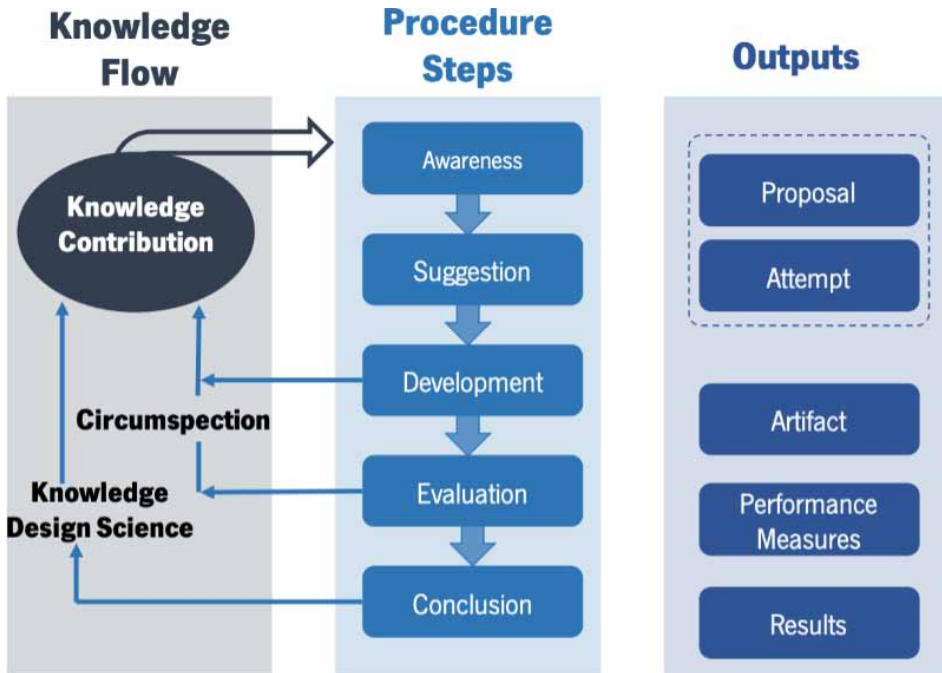 Knowledge
Flow
Knowledge
Contribution
Circumspection
Knowledge
Design Science
Procedure
Steps
Awareness
Suggestion
Development
Evaluation
Conclusion
Outputs
Proposal
Attempt
Artifact
Performance
Measures
Results